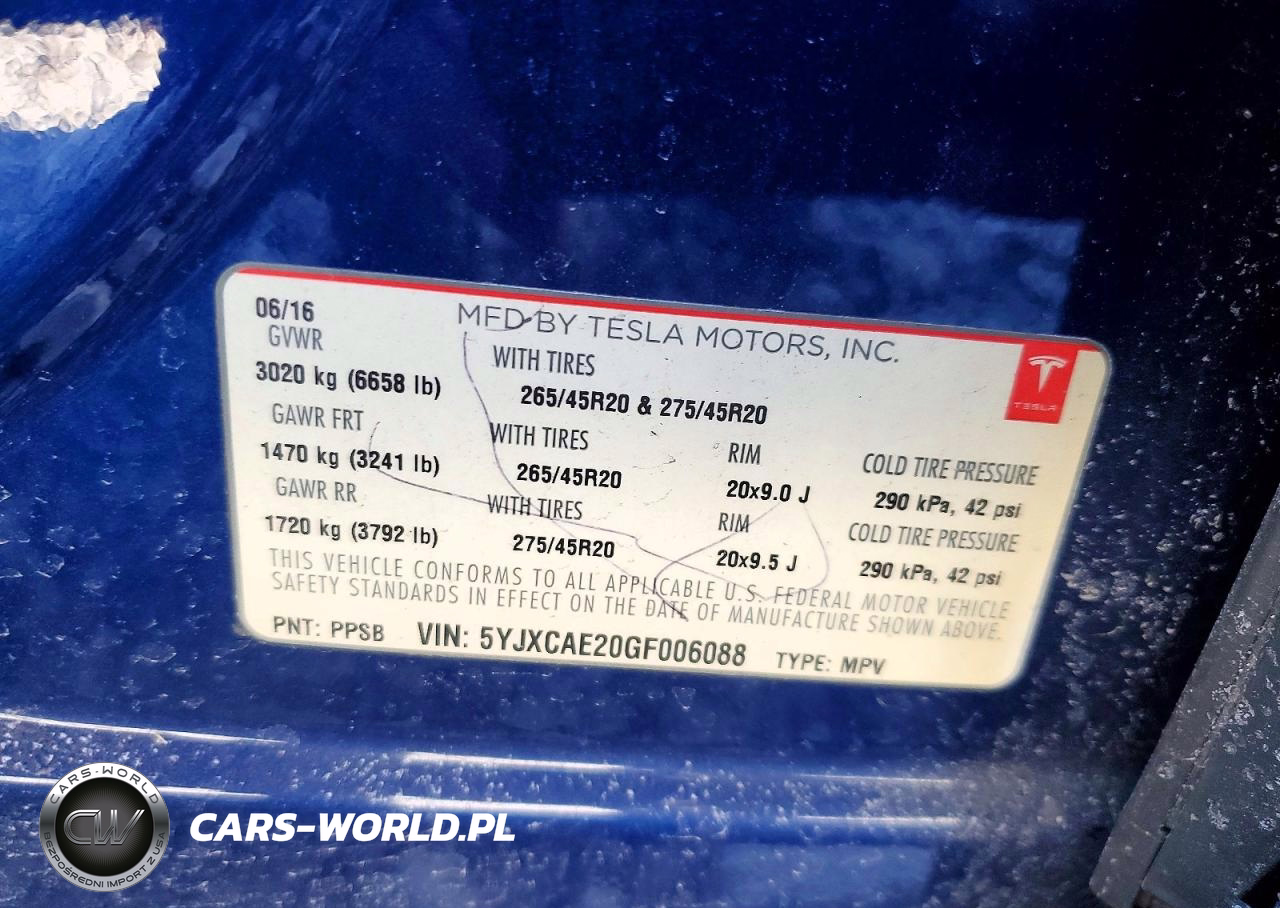 06/16
MFD BY TESLA MOTORS, INC.
GVWR
WITH TIRES
3020 kg (6658 lb)
265/45R20 & 275/45R20
GAWR FRT
WITH TIRES
RIM
COLD TIRE PRESSURE
1470 kg (3241 lb)
265/45R20
20x9.0 J
290 kPa, 42 psi
GAWR RR
WITH TIRES
RIM
COLD TIRE PRESSURE
1720 kg (3792 lb)
275/45R20
20x9.5 J
290 kPa, 42 psi
THIS VEHICLE CONFORMS TO ALL APPLICABLE U.S. FEDERAL MOTOR VEHICLE
SAFETY STANDARDS IN EFFECT ON THE DATE OF MANUFACTURE SHOWN ABOVE.
PNT: PPSB VIN: 5YJXCAE20GF006088 TYPE: MPV
TESLA
CARS-WORLD
CW
BEZPOŚREDNI IMPORT Z USA
CARS-WORLD.PL